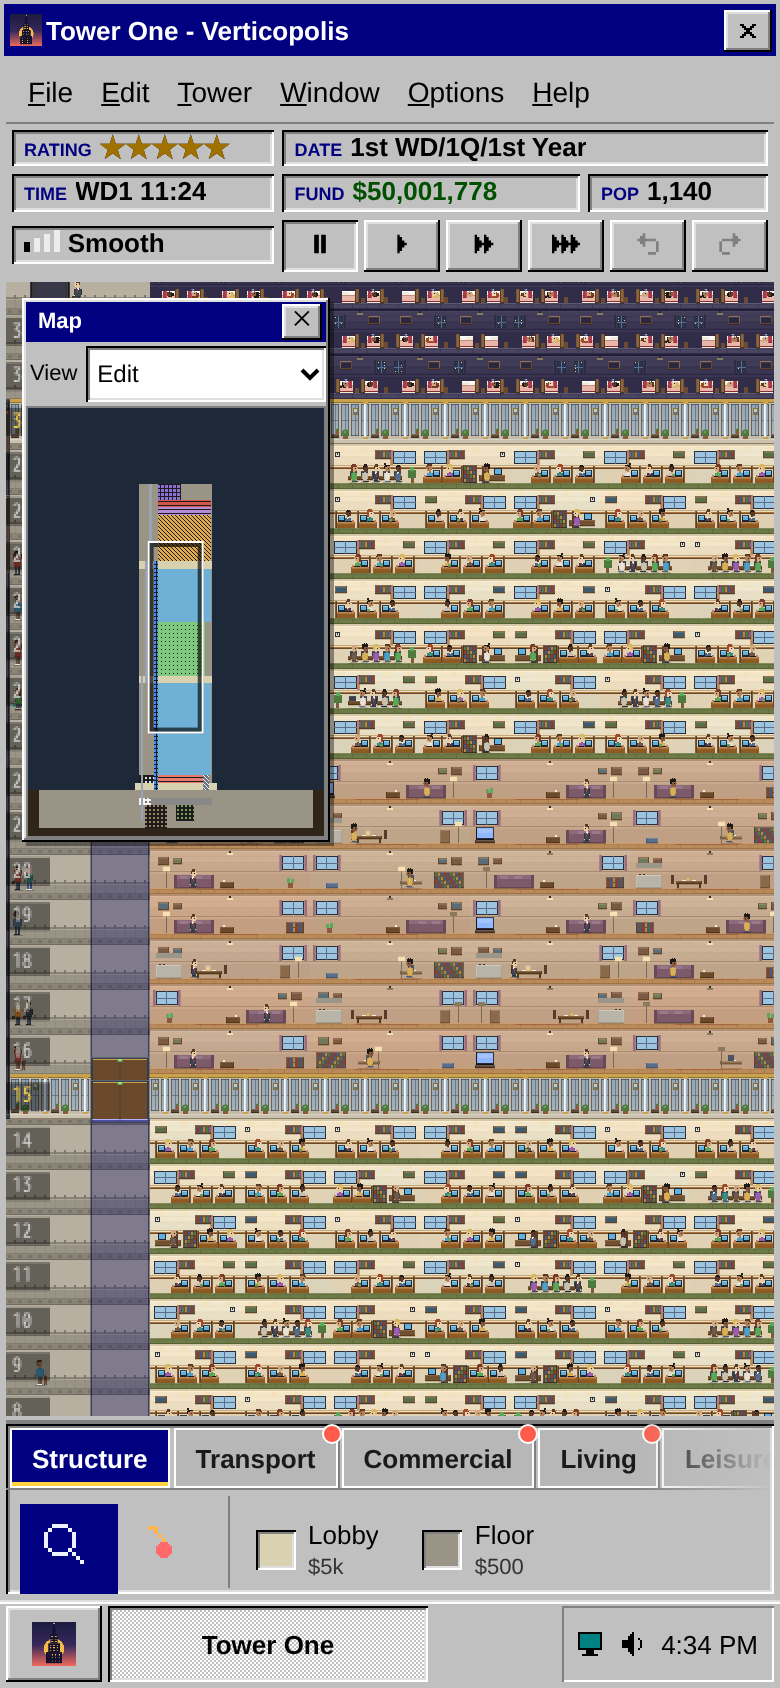 Tower One - Verticopolis
File Edit Tower Window Options Help
RATING
DATE 1st WD/1Q/1st Year
TIME WD1 11:24
FUND $50,001,778
POP 1,140
Smooth
Map
View Edit
19
18
17
16
15
14
13
12
11
10
9
8
Structure Transport Commercial Living Leisure
Lobby
$5k
Floor
$500
Tower One
4:34 PM